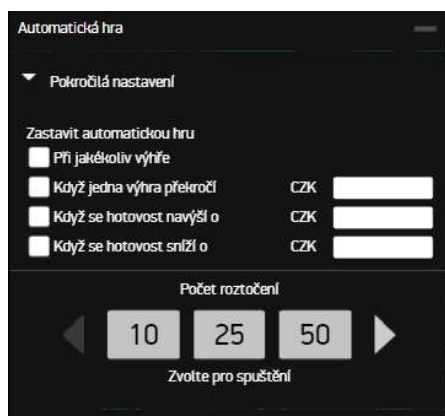 Automatická hra
Pokročilá nastavení
Zastavit automatickou hru
Při jakékoliv výhře
Když jedna výhra překročí CZK
Když se hotovost navýší o CZK
Když se hotovost sníží o CZK
Počet roztočení
10 25 50
Zvolte pro spuštění